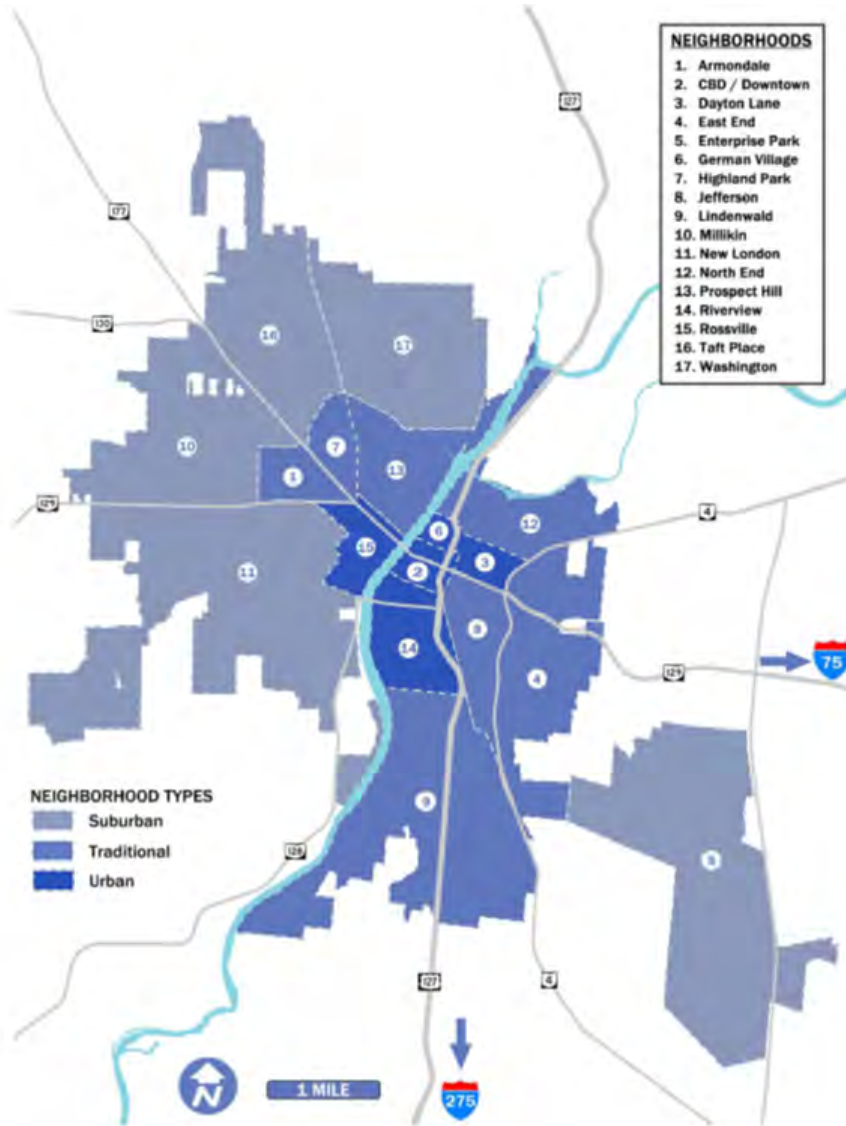 NEIGHBORHOODS
1. Armondale
2. CBD / Downtown
3. Dayton Lane
4. East End
5. Enterprise Park
6. German Village
7. Highland Park
8. Jefferson
9. Lindenwald
10. Millikin
11. New London
12. North End
13. Prospect Hill
14. Riverview
15. Rossville
16. Taft Place
17. Washington
127
177
130
16
17
10
7
1
13
129
4
12
6
15
3
2
11
8
14
4
129
75
NEIGHBORHOOD TYPES
Suburban
Traditional
Urban
9
5
128
127
4
N
1 MILE
275